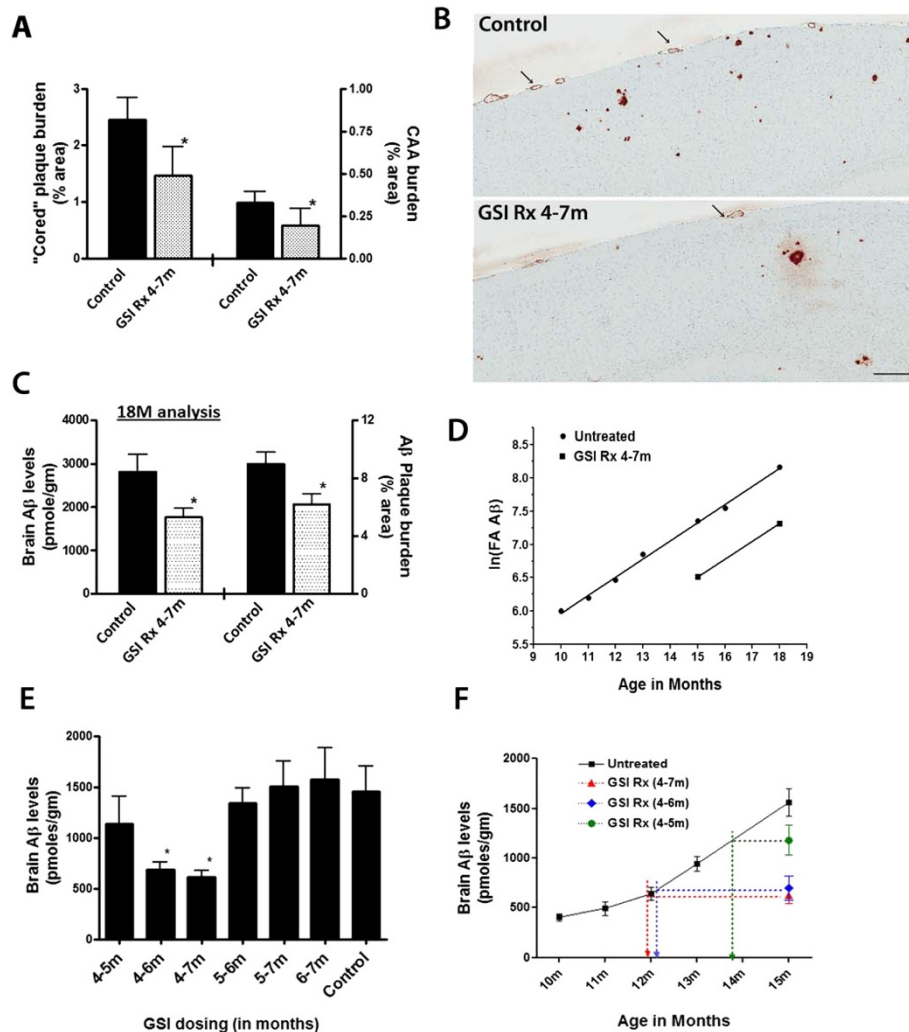 A
"Cored" plaque burden
(% area)
3
2
1
0
1.00
0.75
0.50
0.25
0.00
CAA burden
(% area)
*
*
Control
GSI Rx 4-7m
Control
GSI Rx 4-7m
B
Control
GSI Rx 4-7m
C
18M analysis
Brain Aβ levels
(pmole/gm)
4000
3000
2000
1000
0
12
8
4
0
Aβ Plaque burden
(% area)
*
*
Control
GSI Rx 4-7m
Control
GSI Rx 4-7m
D
Untreated
GSI Rx 4-7m
ln(FA Aβ)
8.5
8.0
7.5
7.0
6.5
6.0
5.5
9 10 11 12 13 14 15 16 17 18 19
Age in Months
E
Brain Aβ levels
(pmoles/gm)
2000
1500
1000
500
0
*
*
4-5m
4-6m
4-7m
5-6m
5-7m
6-7m
Control
GSI dosing (in months)
F
Untreated
GSI Rx (4-7m)
GSI Rx (4-6m)
GSI Rx (4-5m)
Brain Aβ levels
(pmoles/gm)
2000
1500
1000
500
0
10m
11m
12m
13m
14m
15m
Age in Months